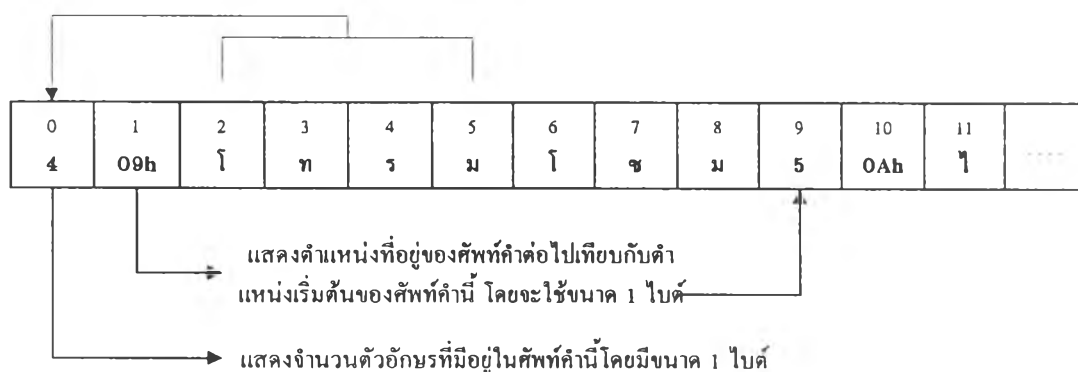 0 1 2 3 4 5 6 7 8 9 10 11
4 09h โ ท ร ม โ ช ม 5 0Ah ไ ....
แสดงตำแหน่งที่อยู่ของศัพท์คำต่อไปเทียบกับตำ
แหน่งเริ่มต้นของศัพท์คำนี้ โดยจะใช้ขนาด 1 ไบต์
แสดงจำนวนตัวอักษรที่มีอยู่ในศัพท์คำนี้โดยมีขนาด 1 ไบต์